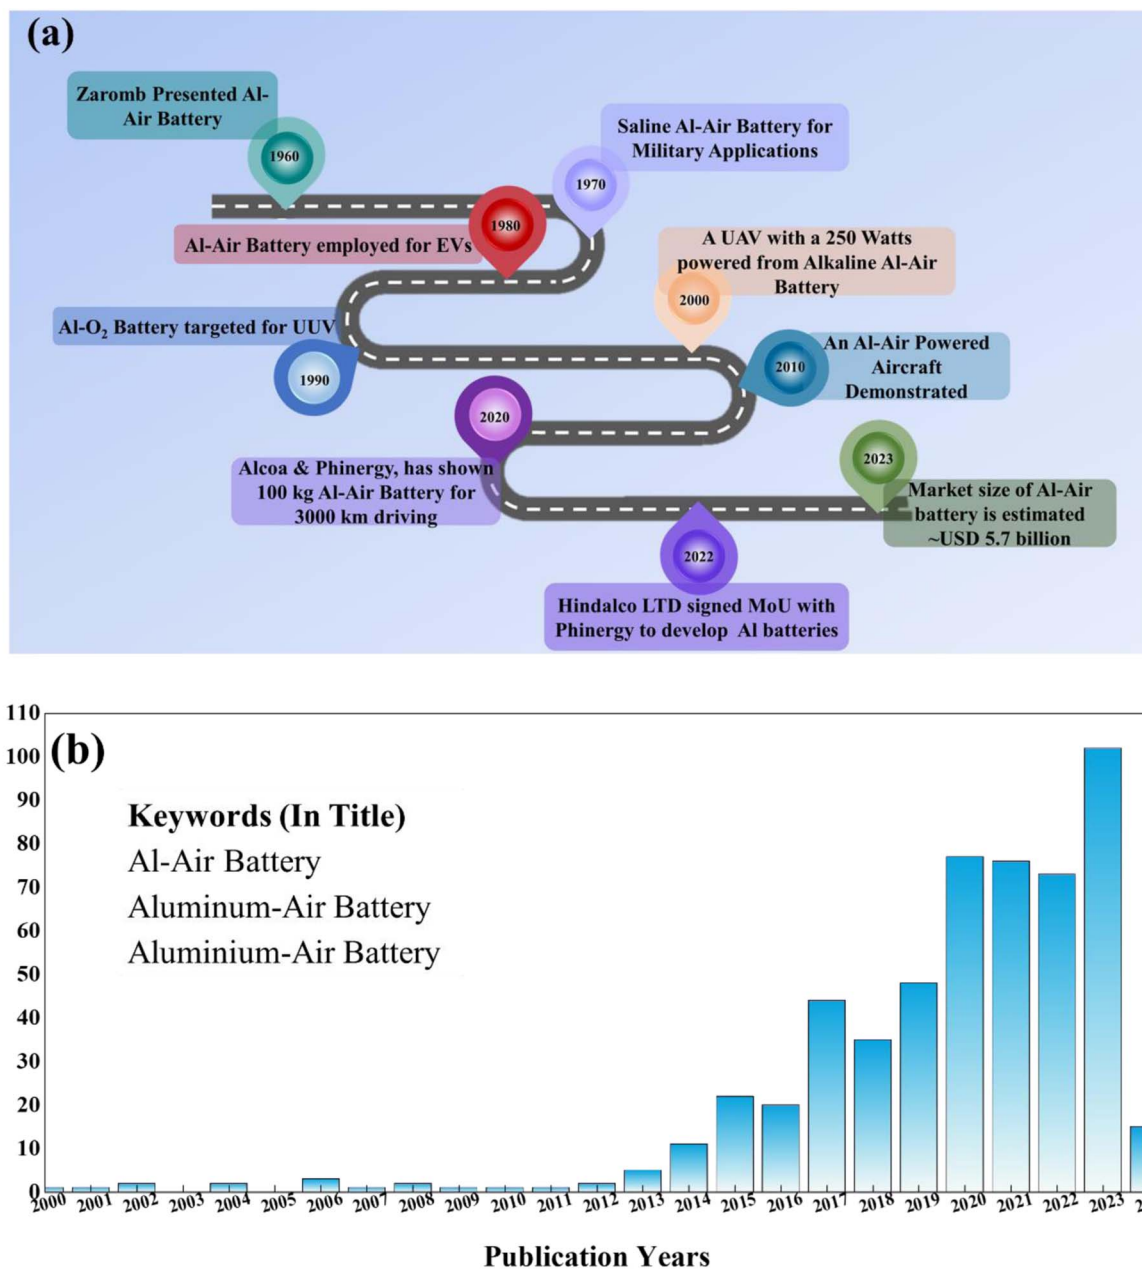 (a)
Zaromb Presented Al-
Air Battery
1960
Saline Al-Air Battery for
Military Applications
1970
1980
Al-Air Battery employed for EVs
A UAV with a 250 Watts
powered from Alkaline Al-Air
Battery
2000
Al-O₂ Battery targeted for UUV
1990
2010
An Al-Air Powered
Aircraft
Demonstrated
2020
Alcoa & Phinergy, has shown
100 kg Al-Air Battery for
3000 km driving
2023
Market size of Al-Air
battery is estimated
~USD 5.7 billion
2022
Hindalco LTD signed MoU with
Phinergy to develop Al batteries
(b)
110
100
90
80
70
60
50
40
30
20
10
0
Keywords (In Title)
Al-Air Battery
Aluminum-Air Battery
Aluminium-Air Battery
2000 2001 2002 2003 2004 2005 2006 2007 2008 2009 2010 2011 2012 2013 2014 2015 2016 2017 2018 2019 2020 2021 2022 2023
Publication Years